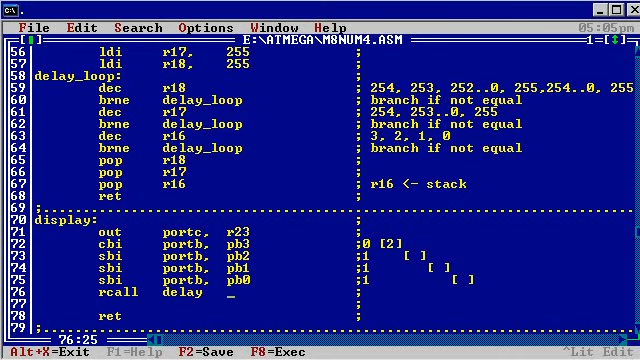 C:\ .
File Edit Search Options Window Help 05:05pm
E:\ATMEGA\M8NUM4.ASM 1=[↕]
56 ldi r17, 255 ;
57 ldi r18, 255 ;
58 delay_loop: ;
59 dec r18 ; 254, 253, 252..0, 255,254..0, 255
60 brne delay_loop ; branch if not equal
61 dec r17 ; 254, 253..0, 255
62 brne delay_loop ; branch if not equal
63 dec r16 ; 3, 2, 1, 0
64 brne delay_loop ; branch if not equal
65 pop r18 ;
66 pop r17 ;
67 pop r16 ; r16 <- stack
68 ret ;
69 ;
70 display: ;
71 out portc, r23 ;
72 cbi portb, pb3 ;0 [2]
73 sbi portb, pb2 ;1 [ ]
74 sbi portb, pb1 ;1 [ ]
75 sbi portb, pb0 ;1 [ ]
76 rcall delay _ ;
77 ;
78 ret ;
79 ;
76:25
Alt+X=Exit F1=Help F2=Save F8=Exec ^Lit Edit